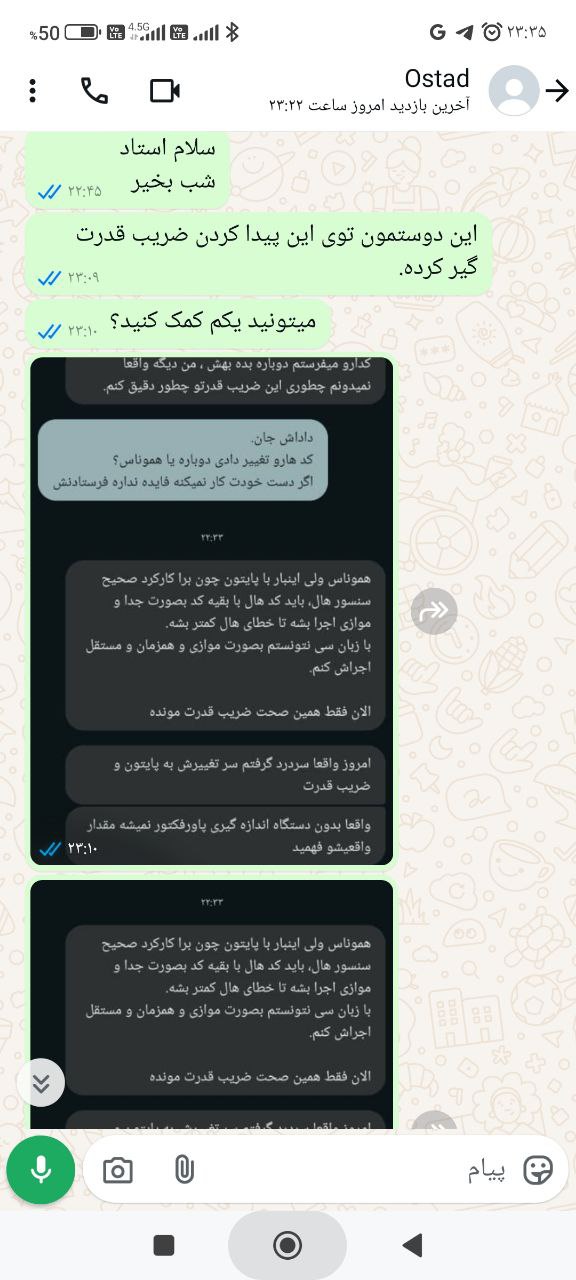 %50 Vo LTE 4.5G Vo LTE G ۲۳:۳۵
Ostad
آخرین بازدید امروز ساعت ۲۳:۲۲
سلام استاد
شب بخیر
۲۲:۴۵
این دوستمون توی این پیدا کردن ضریب قدرت
گیر کرده.
۲۳:۰۹
میتونید یکم کمک کنید؟
۲۳:۱۰
کدارو میفرستم دوباره بده بهش ، من دیگه واقعا
نمیدونم چطوری این ضریب قدرتو چطور دقیق کنم.
داداش جان.
کد هارو تغییر دادی دوباره یا هموناس؟
اگر دست خودت کار نمیکنه فایده نداره فرستادنش
۲۲:۳۳
هموناس ولی اینبار با پایتون چون برا کارکرد صحیح
سنسور هال، باید کد هال با بقیه کد بصورت جدا و
موازی اجرا بشه تا خطای هال کمتر بشه.
با زبان سی نتونستم بصورت موازی و همزمان و مستقل
اجراش کنم.
الان فقط همین صحت ضریب قدرت مونده
امروز واقعا سردرد گرفتم سر تغییرش به پایتون و
ضریب قدرت
واقعا بدون دستگاه اندازه گیری پاورفکتور نمیشه مقدار
واقعیشو فهمید
۲۳:۱۰
۲۲:۳۳
هموناس ولی اینبار با پایتون چون برا کارکرد صحیح
سنسور هال، باید کد هال با بقیه کد بصورت جدا و
موازی اجرا بشه تا خطای هال کمتر بشه.
با زبان سی نتونستم بصورت موازی و همزمان و مستقل
اجراش کنم.
الان فقط همین صحت ضریب قدرت مونده
پیام